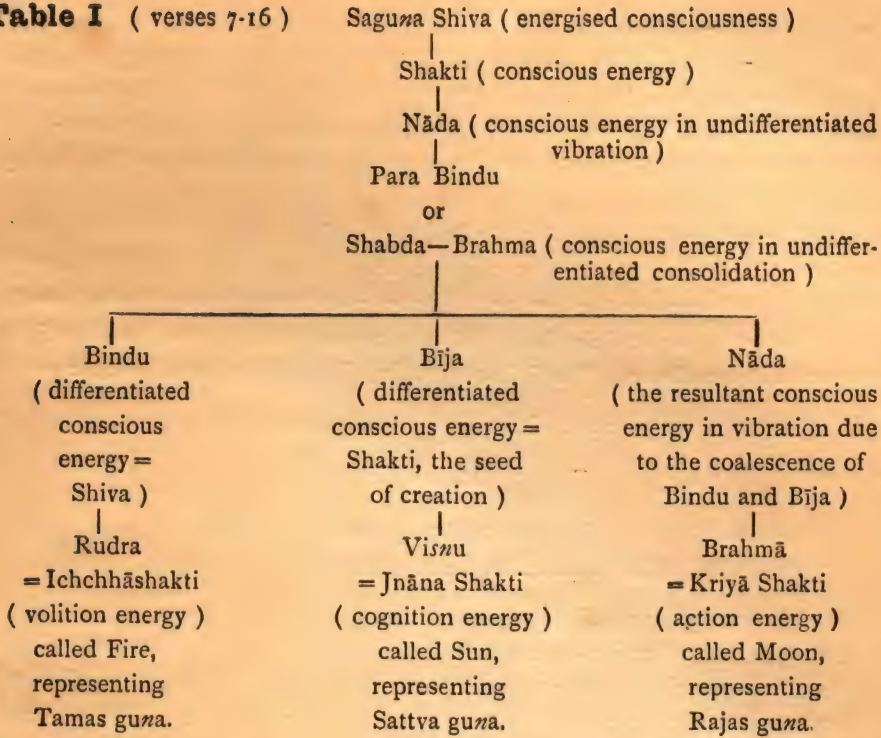 Table I ( verses 7-16 ) Saguna Shiva ( energised consciousness )
Shakti ( conscious energy )
Nāda ( conscious energy in undifferentiated
vibration )
Para Bindu
or
Shabda—Brahma ( conscious energy in undiffer-
entiated consolidation )
Bindu
( differentiated
conscious
energy =
Shiva )
Rudra
= Ichchhāshakti
( volition energy )
called Fire,
representing
Tamas guna.
Bīja
( differentiated
conscious energy =
Shakti, the seed
of creation )
Visnu
= Jnāna Shakti
( cognition energy )
called Sun,
representing
Sattva guna.
Nāda
( the resultant conscious
energy in vibration due
to the coalescence of
Bindu and Bīja )
Brahmā
= Kriyā Shakti
( action energy )
called Moon,
representing
Rajas guna.